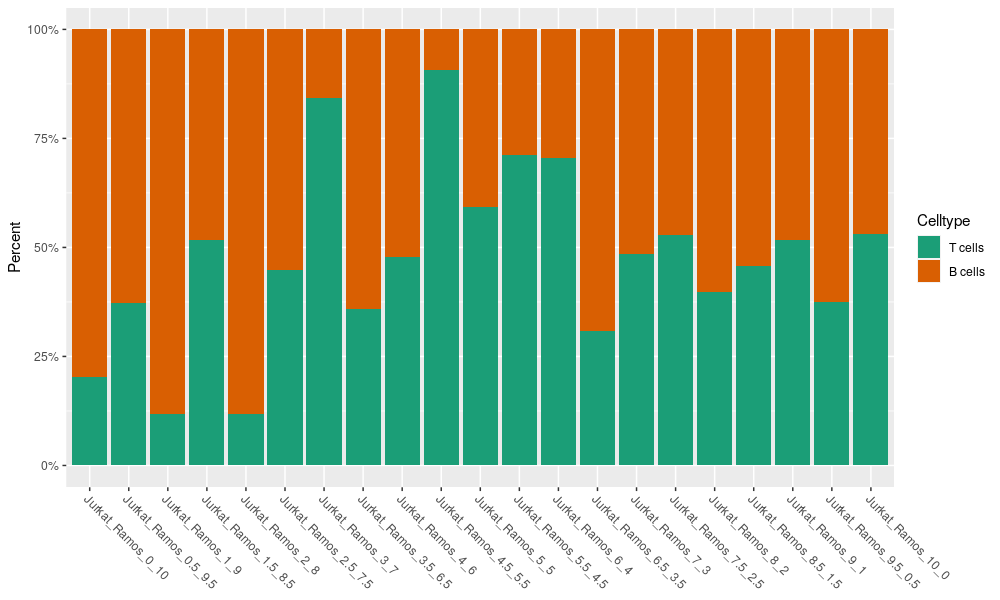 100%
75%
50%
25%
0%
Percent
Jurkat_Ramos_0_10
Jurkat_Ramos_0.5_9.5
Jurkat_Ramos_1_9
Jurkat_Ramos_1.5_8.5
Jurkat_Ramos_2_8
Jurkat_Ramos_2.5_7.5
Jurkat_Ramos_3_7
Jurkat_Ramos_3.5_6.5
Jurkat_Ramos_4_6
Jurkat_Ramos_4.5_5.5
Jurkat_Ramos_5_5
Jurkat_Ramos_5.5_4.5
Jurkat_Ramos_6_4
Jurkat_Ramos_6.5_3.5
Jurkat_Ramos_7_3
Jurkat_Ramos_7.5_2.5
Jurkat_Ramos_8_2
Jurkat_Ramos_8.5_1.5
Jurkat_Ramos_9_1
Jurkat_Ramos_9.5_0.5
Jurkat_Ramos_10_0
Celltype
T cells
B cells